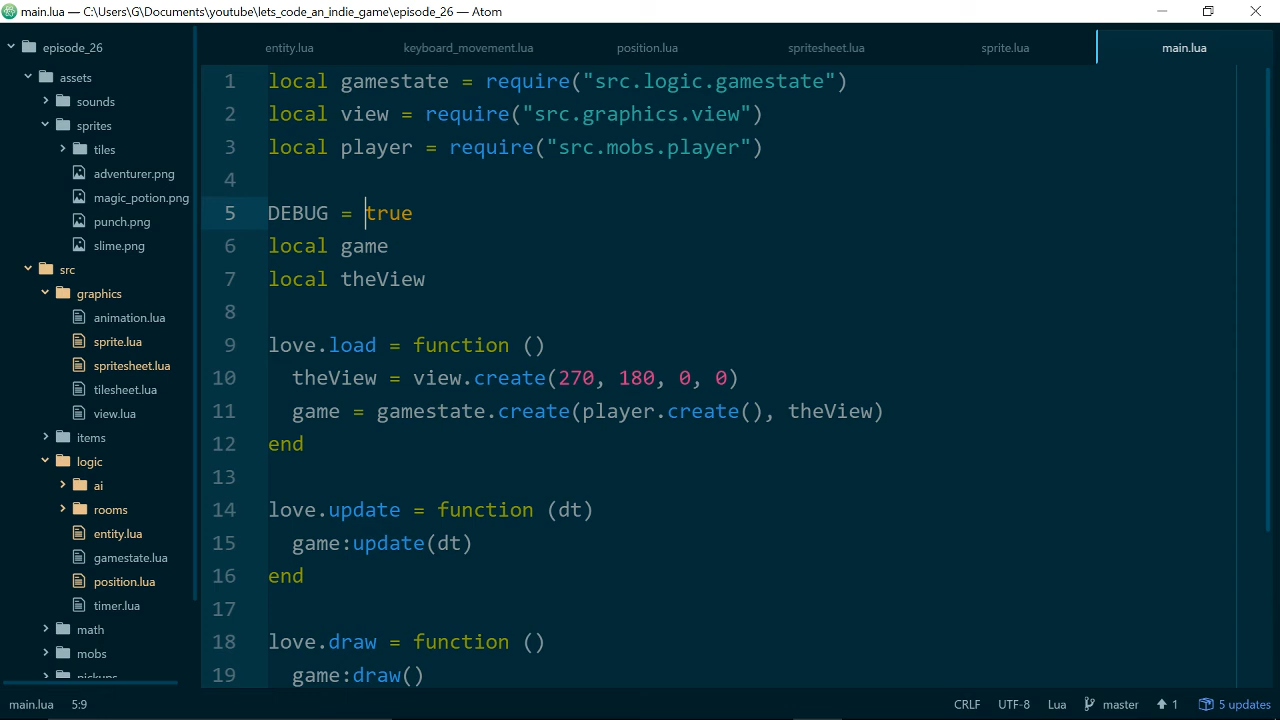 main.lua — C:\Users\G\Documents\youtube\lets_code_an_indie_game\episode_26 — Atom
episode_26
assets
sounds
sprites
tiles
adventurer.png
magic_potion.png
punch.png
slime.png
src
graphics
animation.lua
sprite.lua
spritesheet.lua
tilesheet.lua
view.lua
items
logic
ai
rooms
entity.lua
gamestate.lua
position.lua
timer.lua
math
mobs
pickups
entity.lua keyboard_movement.lua position.lua spritesheet.lua sprite.lua main.lua
1 local gamestate = require("src.logic.gamestate")
2 local view = require("src.graphics.view")
3 local player = require("src.mobs.player")
4
5 DEBUG = true
6 local game
7 local theView
8
9 love.load = function ()
10 theView = view.create(270, 180, 0, 0)
11 game = gamestate.create(player.create(), theView)
12 end
13
14 love.update = function (dt)
15 game:update(dt)
16 end
17
18 love.draw = function ()
19 game:draw()
main.lua 5:9 CRLF UTF-8 Lua master 1 5 updates